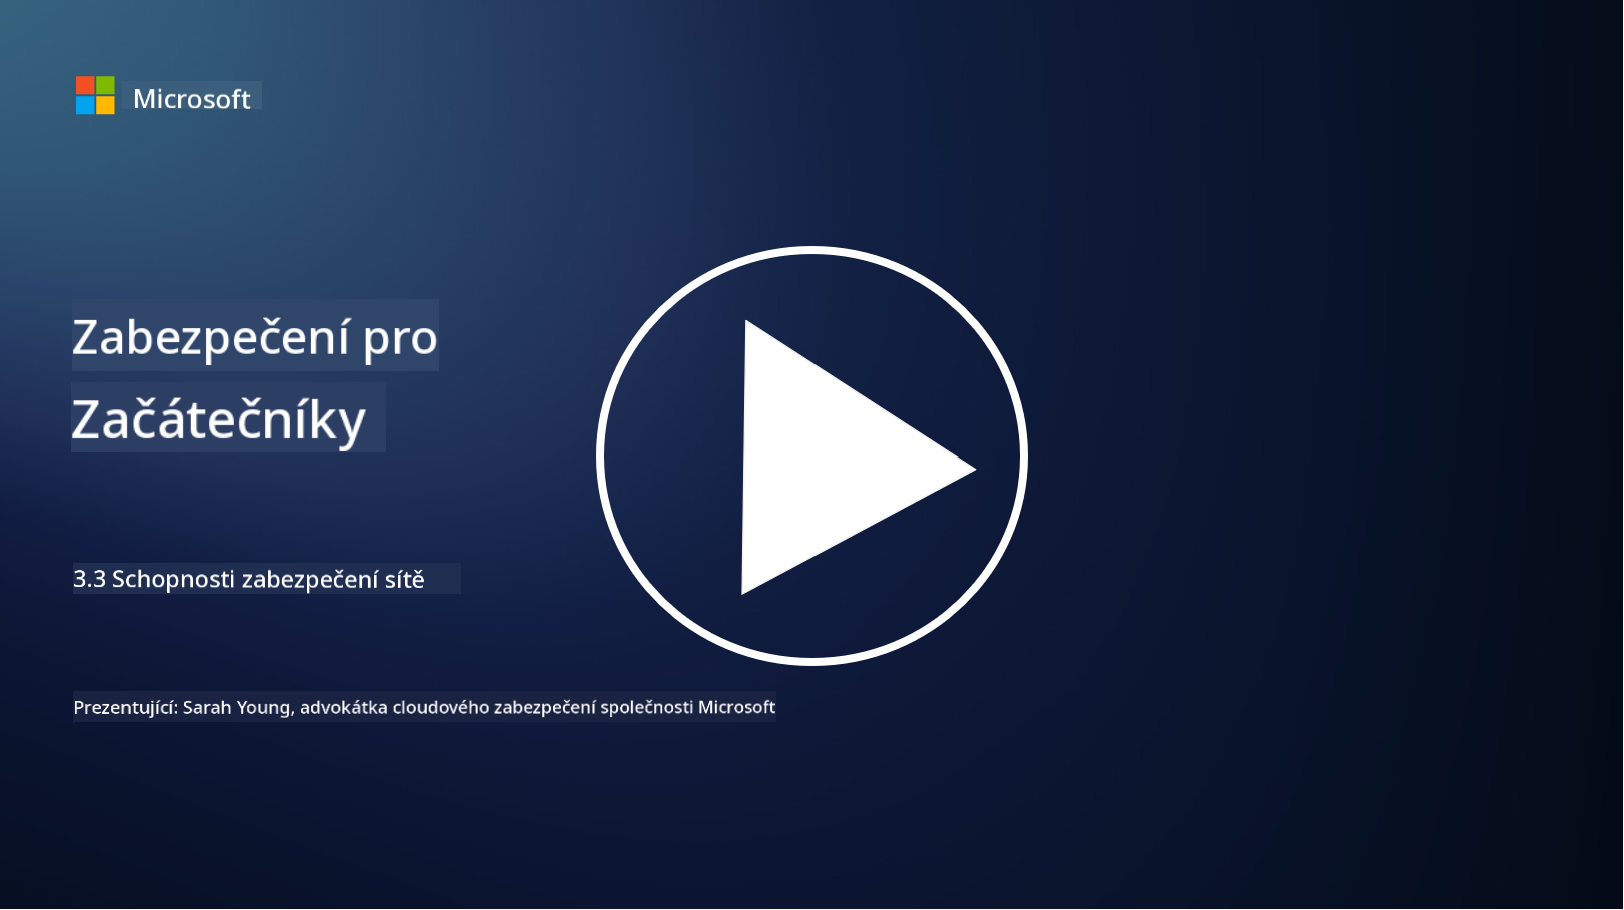 Microsoft
Zabezpečení pro
Začátečníky
3.3 Schopnosti zabezpečení sítě
Prezentující: Sarah Young, advokátka cloudového zabezpečení společnosti Microsoft